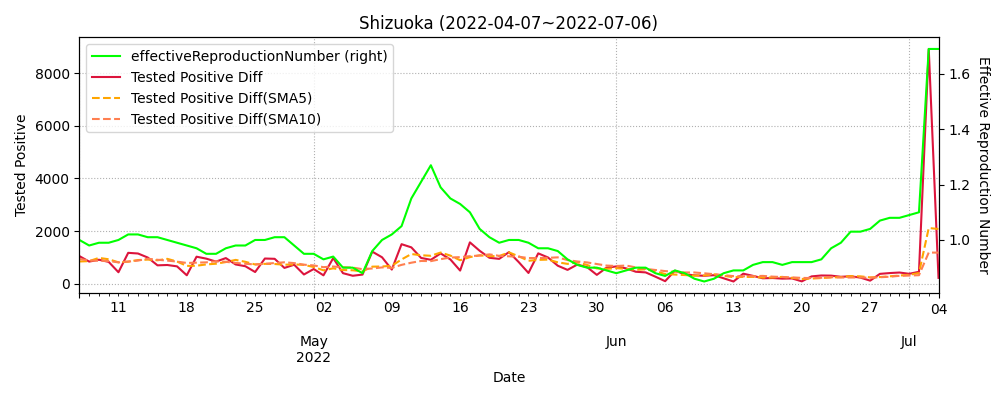 Shizuoka (2022-04-07~2022-07-06)
effectiveReproductionNumber (right)
Tested Positive Diff
Tested Positive Diff(SMA5)
Tested Positive Diff(SMA10)
Tested Positive
8000
6000
4000
2000
0
Effective Reproduction Number
1.6
1.4
1.2
1.0
11 18 25 02 09 16 23 30 06 13 20 27 04
May Jun Jul
2022
Date